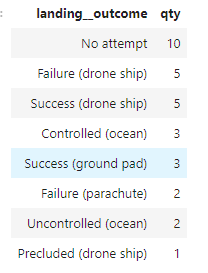 landing__outcome qty
No attempt 10
Failure (drone ship) 5
Success (drone ship) 5
Controlled (ocean) 3
Success (ground pad) 3
Failure (parachute) 2
Uncontrolled (ocean) 2
Precluded (drone ship) 1